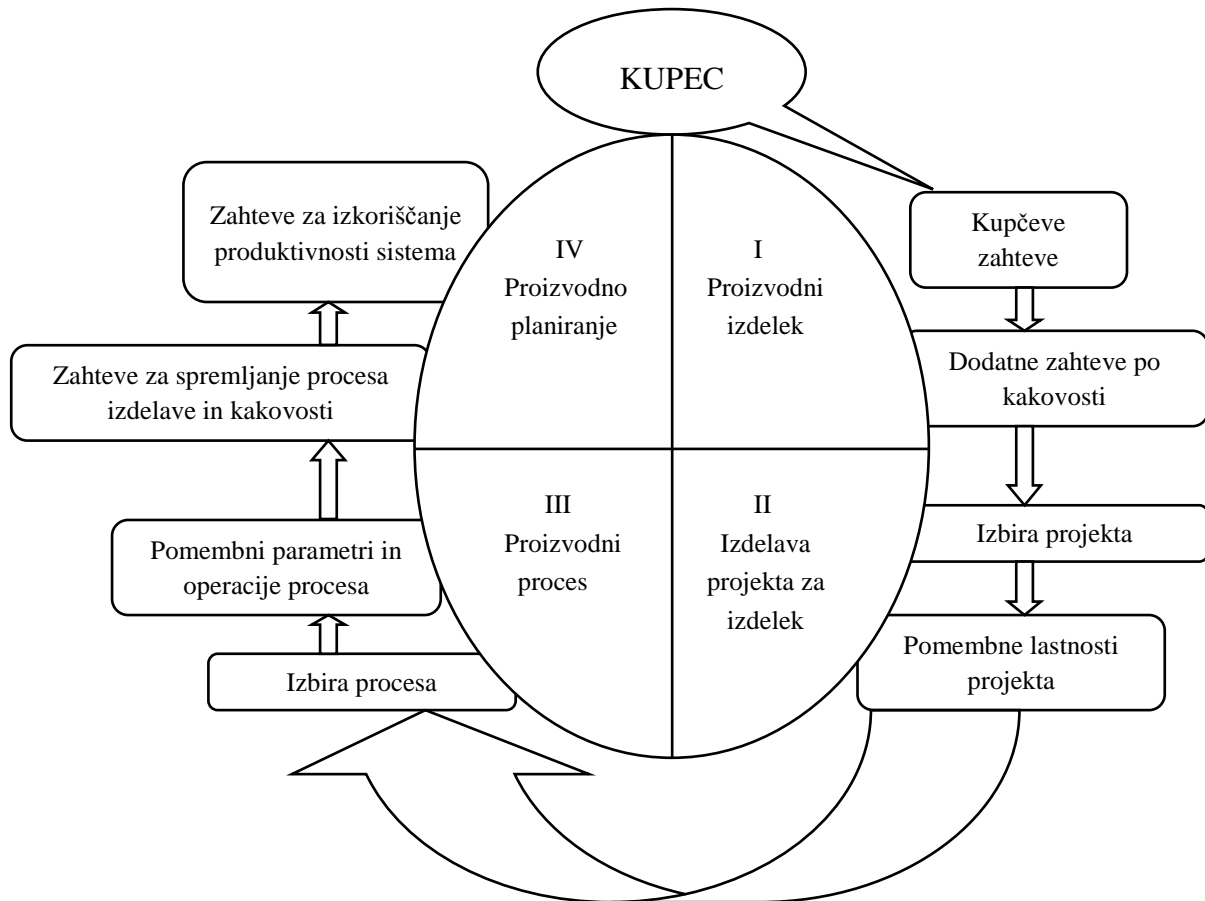 KUPEC
Zahteve za izkoriščanje
produktivnosti sistema
Kupčeve
zahteve
IV
Proizvodno
planiranje
I
Proizvodni
izdelek
Zahteve za spremljanje procesa
izdelave in kakovosti
Dodatne zahteve po
kakovosti
III
Proizvodni
proces
II
Izdelava
projekta za
izdelek
Pomembni parametri in
operacije procesa
Izbira projekta
Izbira procesa
Pomembne lastnosti
projekta